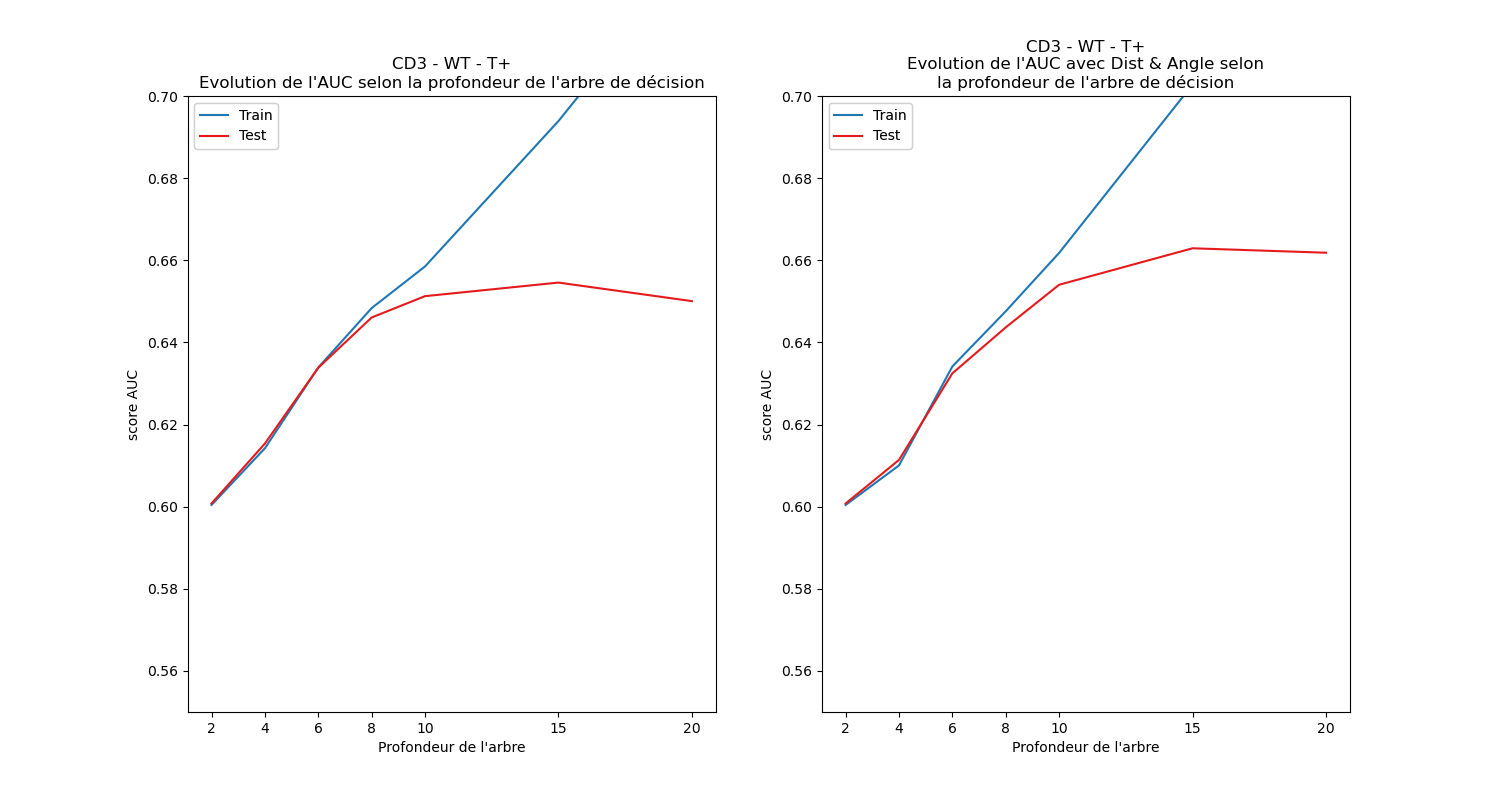 CD3 - WT - T+
Evolution de l'AUC selon la profondeur de l'arbre de décision
0.70
0.68
0.66
0.64
0.62
0.60
0.58
0.56
score AUC
Train
Test
2 4 6 8 10 15 20
Profondeur de l'arbre
CD3 - WT - T+
Evolution de l'AUC avec Dist & Angle selon
la profondeur de l'arbre de décision
0.70
0.68
0.66
0.64
0.62
0.60
0.58
0.56
score AUC
Train
Test
2 4 6 8 10 15 20
Profondeur de l'arbre